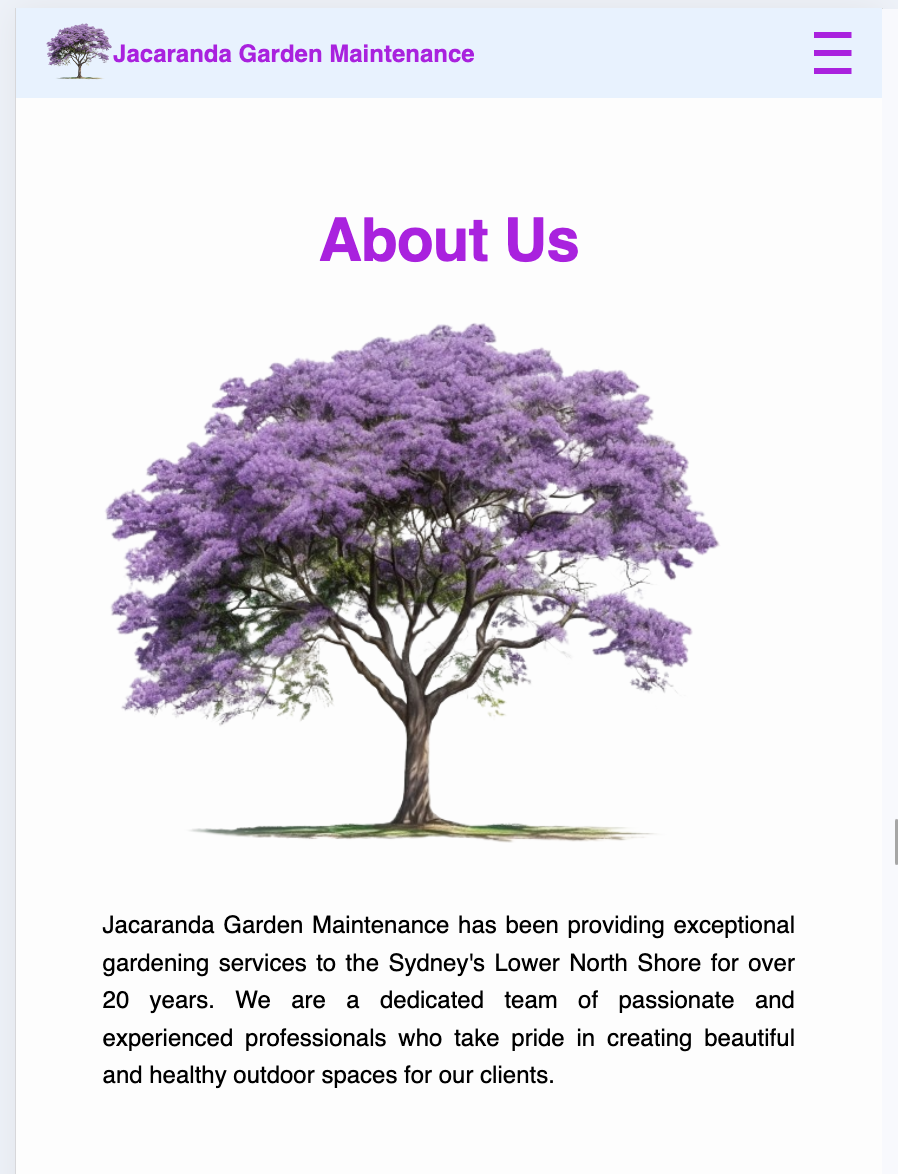 Jacaranda Garden Maintenance
About Us
Jacaranda Garden Maintenance has been providing exceptional
gardening services to the Sydney's Lower North Shore for over
20 years. We are a dedicated team of passionate and
experienced professionals who take pride in creating beautiful
and healthy outdoor spaces for our clients.